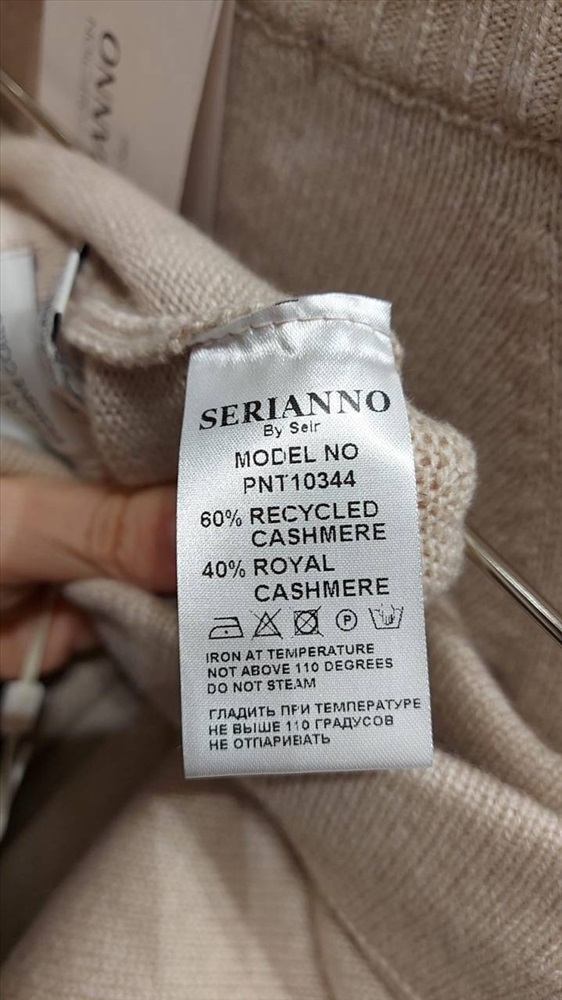 SERIANNO
By Seir
MODEL NO
PNT10344
60% RECYCLED
CASHMERE
40% ROYAL
CASHMERE
P
IRON AT TEMPERATURE
NOT ABOVE 110 DEGREES
DO NOT STEAM
ГЛАДИТЬ ПРИ ТЕМПЕРАТУРЕ
НЕ ВЫШЕ 110 ГРАДУСОВ
НЕ ОТПАРИВАТЬ